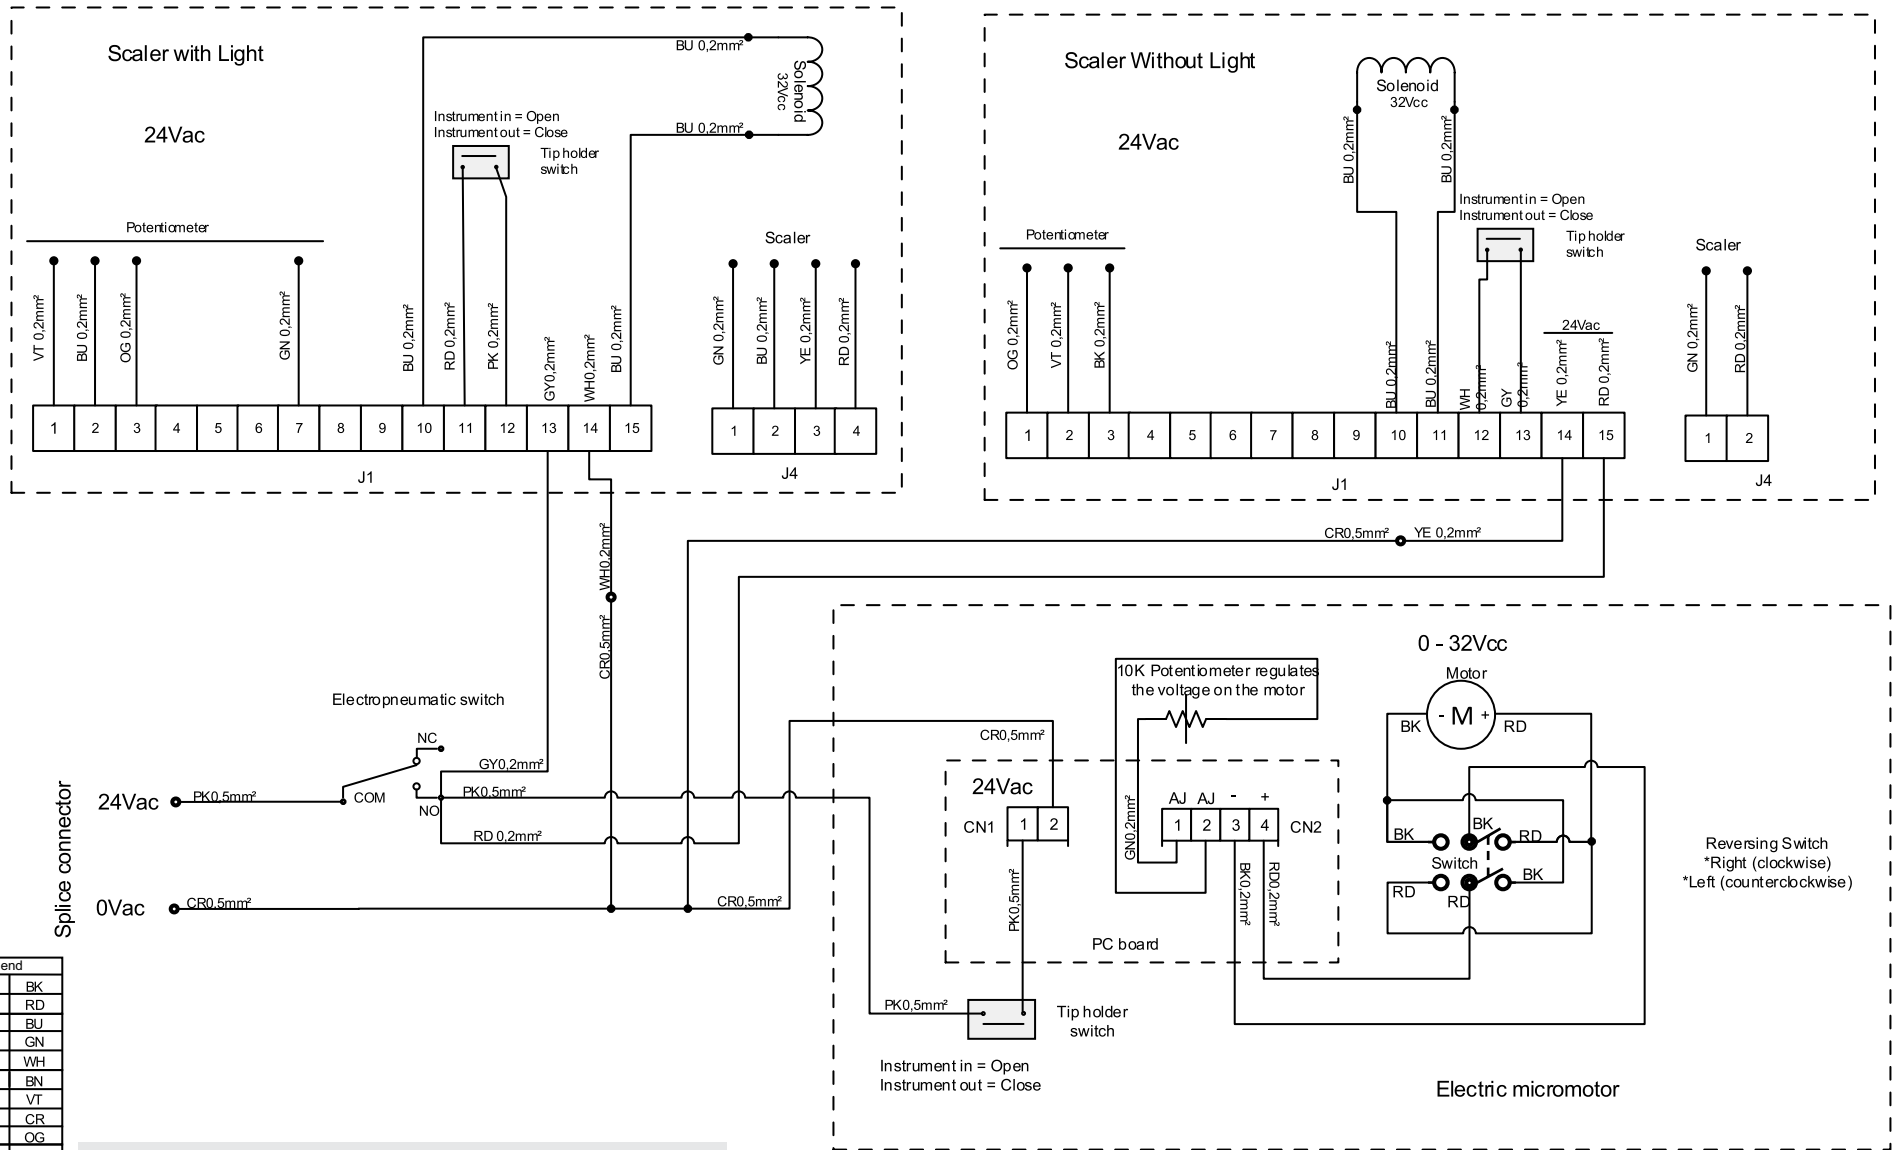 Scaler with Light
24Vac
BU 0,2mm²
Solenoid
32Vcc
BU 0,2mm²
Instrument in = Open
Instrument out = Close
Tip holder
switch
Potentiometer
VT 0,2mm²
BU 0,2mm²
OG 0,2mm²
GN 0,2mm²
BU 0,2mm²
RD 0,2mm²
PK 0,2mm²
GY0,2mm²
WH0,2mm²
BU 0,2mm²
1 2 3 4 5 6 7 8 9 10 11 12 13 14 15
J1
Scaler
GN 0,2mm²
BU 0,2mm²
YE 0,2mm²
RD 0,2mm²
1 2 3 4
J4
Scaler Without Light
24Vac
Solenoid
32Vcc
BU 0,2mm²
BU 0,2mm²
Instrument in = Open
Instrument out = Close
Tip holder
switch
Potentiometer
OG 0,2mm²
VT 0,2mm²
BK 0,2mm²
BU 0,2mm²
BU 0,2mm²
WH
0,2mm²
GY
0,2mm²
24Vac
YE 0,2mm²
RD 0,2mm²
1 2 3 4 5 6 7 8 9 10 11 12 13 14 15
J1
Scaler
GN 0,2mm²
RD 0,2mm²
1 2
J4
CR0,5mm² YE 0,2mm²
WH0,2mm²
CR0,5mm²
Electropneumatic switch
NC
COM
NO
GY0,2mm²
PK0,5mm²
RD 0,2mm²
Splice connector
24Vac
PK0,5mm²
0Vac
CR0,5mm²
CR0,5mm²
CR0,5mm²
10K Potentiometer regulates
the voltage on the motor
0 - 32Vcc
Motor
- M +
BK
RD
24Vac
CN1
1 2
GN0,2mm²
AJ AJ - +
1 2 3 4
CN2
PK0,5mm²
BK0,2mm²
RD0,2mm²
PC board
BK
BK
RD
Switch
RD
RD
BK
Reversing Switch
*Right (clockwise)
*Left (counterclockwise)
PK0,5mm²
Tip holder
switch
Instrument in = Open
Instrument out = Close
Electric micromotor
end
BK
RD
BU
GN
WH
BN
VT
CR
OG